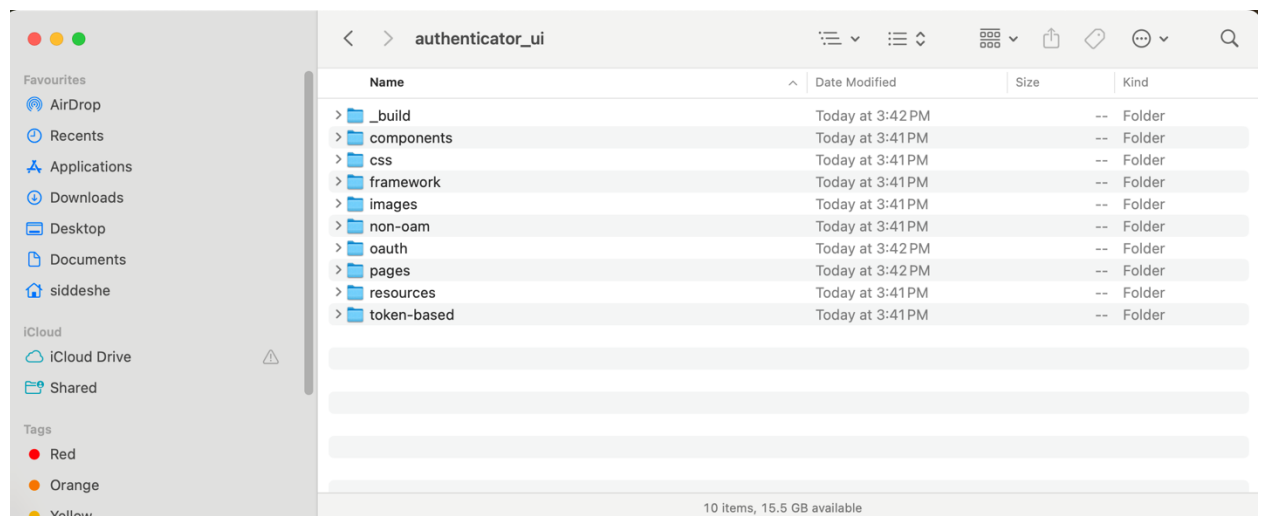 authenticator_ui
Favourites
AirDrop
Recents
Applications
Downloads
Desktop
Documents
siddeshe
iCloud
iCloud Drive
Shared
Tags
Red
Orange
Yellow
Name Date Modified Size Kind
_build Today at 3:42 PM -- Folder
components Today at 3:41 PM -- Folder
css Today at 3:41 PM -- Folder
framework Today at 3:41 PM -- Folder
images Today at 3:41 PM -- Folder
non-oam Today at 3:41 PM -- Folder
oauth Today at 3:42 PM -- Folder
pages Today at 3:42 PM -- Folder
resources Today at 3:41 PM -- Folder
token-based Today at 3:41 PM -- Folder
10 items, 15.5 GB available